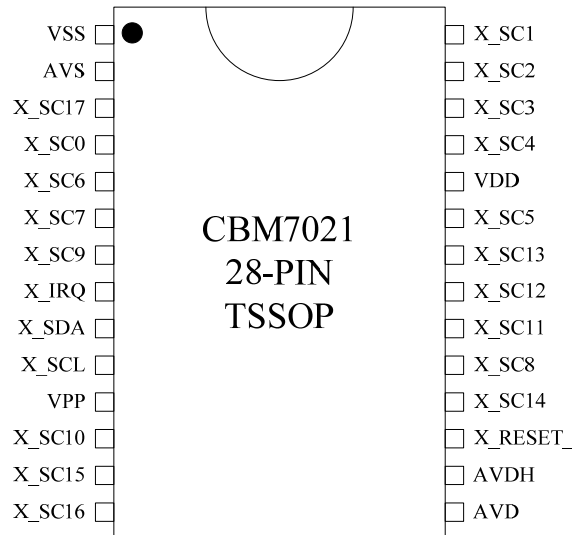 VSS X_SC1
AVS X_SC2
X_SC17 X_SC3
X_SC0 X_SC4
X_SC6 VDD
X_SC7 X_SC5
X_SC9 X_SC13
X_IRQ X_SC12
X_SDA X_SC11
X_SCL X_SC8
VPP X_SC14
X_SC10 X_RESET_
X_SC15 AVDH
X_SC16 AVD
CBM7021
28-PIN
TSSOP